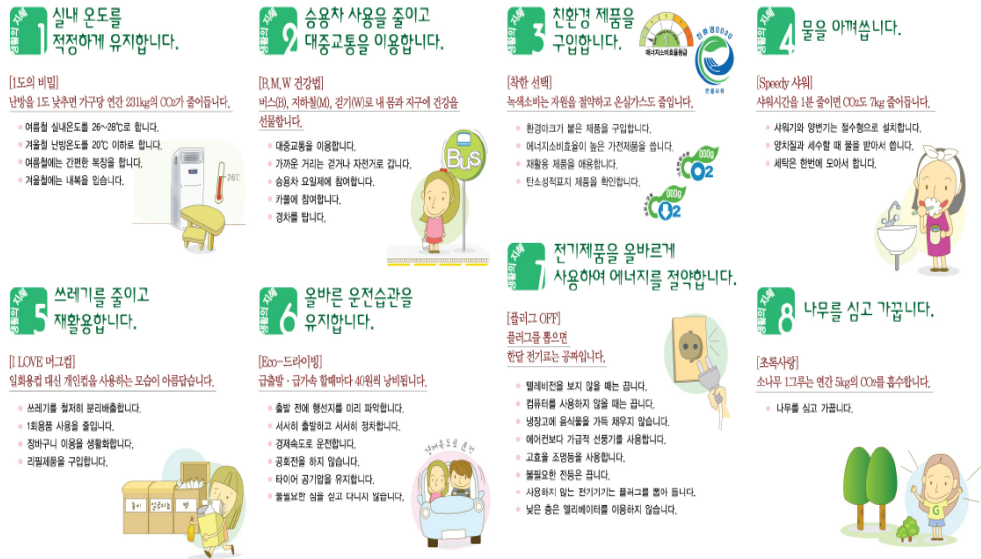 생활의 지혜 1
실내 온도를
적정하게 유지합니다.
[1도의 비밀]
난방을 1도 낮추면 가구당 연간 231kg의 CO₂가 줄어듭니다.
여름철 실내온도를 26~28℃로 합니다.
겨울철 난방온도를 20℃ 이하로 합니다.
여름철에는 간편한 복장을 합니다.
겨울철에는 내복을 입습니다.
26℃
생활의 지혜 2
승용차 사용을 줄이고
대중교통을 이용합니다.
[B.M.W 건강법]
버스(B), 지하철(M), 걷기(W)로 내 몸과 지구에 건강을
선물합니다.
대중교통을 이용합니다.
가까운 거리는 걷거나 자전거로 갑니다.
승용차 요일제에 참여합니다.
카풀에 참여합니다.
경차를 탑니다.
BUS
생활의 지혜 3
친환경 제품을
구입합니다.
에너지소비효율등급
친환경0000
[착한 선택]
녹색소비는 자원을 절약하고 온실가스도 줄입니다.
환경마크가 붙은 제품을 구입합니다.
에너지소비효율이 높은 가전제품을 씁니다.
재활용 제품을 애용합니다.
탄소성적표지 제품을 확인합니다.
000g
CO2
000g
CO2
생활의 지혜 4
물을 아껴씁니다.
[Speedy 샤워]
샤워시간을 1분 줄이면 CO₂도 7kg 줄어듭니다.
샤워기와 양변기는 절수형으로 설치합니다.
양치질과 세수할 때 물을 받아서 씁니다.
세탁은 한번에 모아서 합니다.
생활의 지혜 5
쓰레기를 줄이고
재활용합니다.
[I LOVE 머그컵]
일회용컵 대신 개인컵을 사용하는 모습이 아름답습니다.
쓰레기를 철저히 분리배출합니다.
1회용품 사용을 줄입니다.
장바구니 이용을 생활화합니다.
리필제품을 구입합니다.
종이
병
생활의 지혜 6
올바른 운전습관을
유지합니다.
[Eco-드라이빙]
급출발·급가속 할때마다 40원씩 낭비됩니다.
출발 전에 행선지를 미리 파악합니다.
서서히 출발하고 서서히 정차합니다.
경제속도로 운전합니다.
공회전을 하지 않습니다.
타이어 공기압을 유지합니다.
불필요한 짐을 싣고 다니지 않습니다.
경제속도로 운전
생활의 지혜 7
전기제품을 올바르게
사용하여 에너지를 절약합니다.
[플러그 OFF]
플러그를 뽑으면
한달 전기료는 공짜입니다.
텔레비전을 보지 않을 때는 끕니다.
컴퓨터를 사용하지 않을 때는 끕니다.
냉장고에 음식물을 가득 채우지 않습니다.
에어컨보다 가급적 선풍기를 사용합니다.
고효율 조명등을 사용합니다.
불필요한 전등은 끕니다.
사용하지 않는 전기기기는 플러그를 뽑아 둡니다.
낮은 층은 엘리베이터를 이용하지 않습니다.
생활의 지혜 8
나무를 심고 가꿉니다.
[초록사랑]
소나무 1그루는 연간 5kg의 CO₂를 흡수합니다.
나무를 심고 가꿉니다.
G